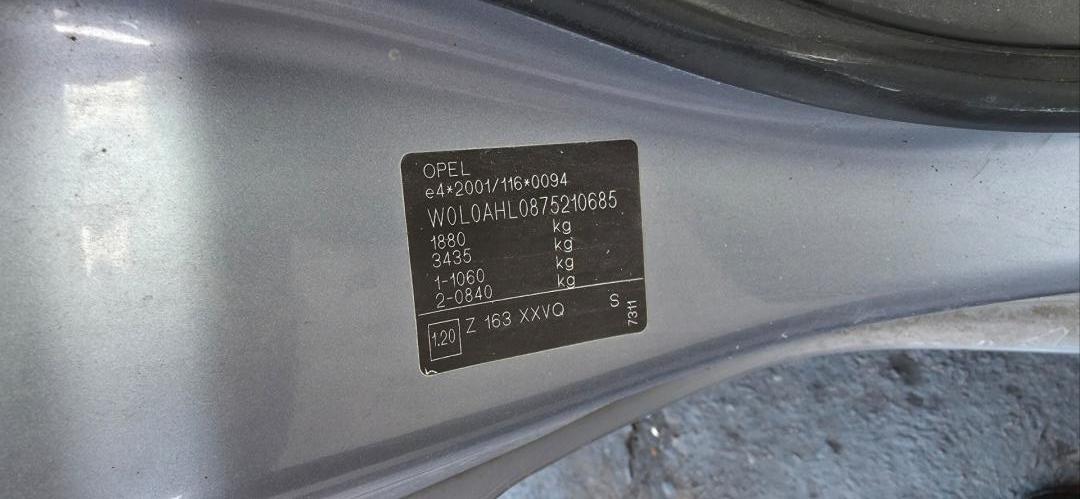 OPEL
e4*2001/116*0094
W0L0AHL0875210685
1880 kg
3435 kg
1-1060 kg
2-0840 kg
1.20 Z 163 XXVQ S 7311